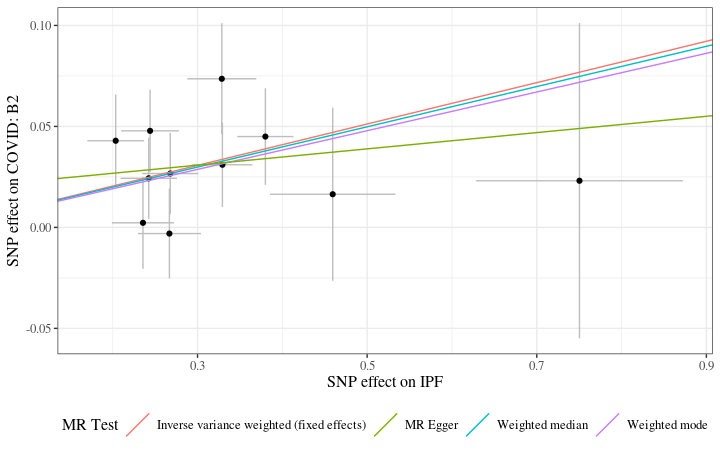 0.10
0.05
0.00
-0.05
SNP effect on COVID: B2
0.3 0.5 0.7 0.9
SNP effect on IPF
MR Test Inverse variance weighted (fixed effects) MR Egger Weighted median Weighted mode